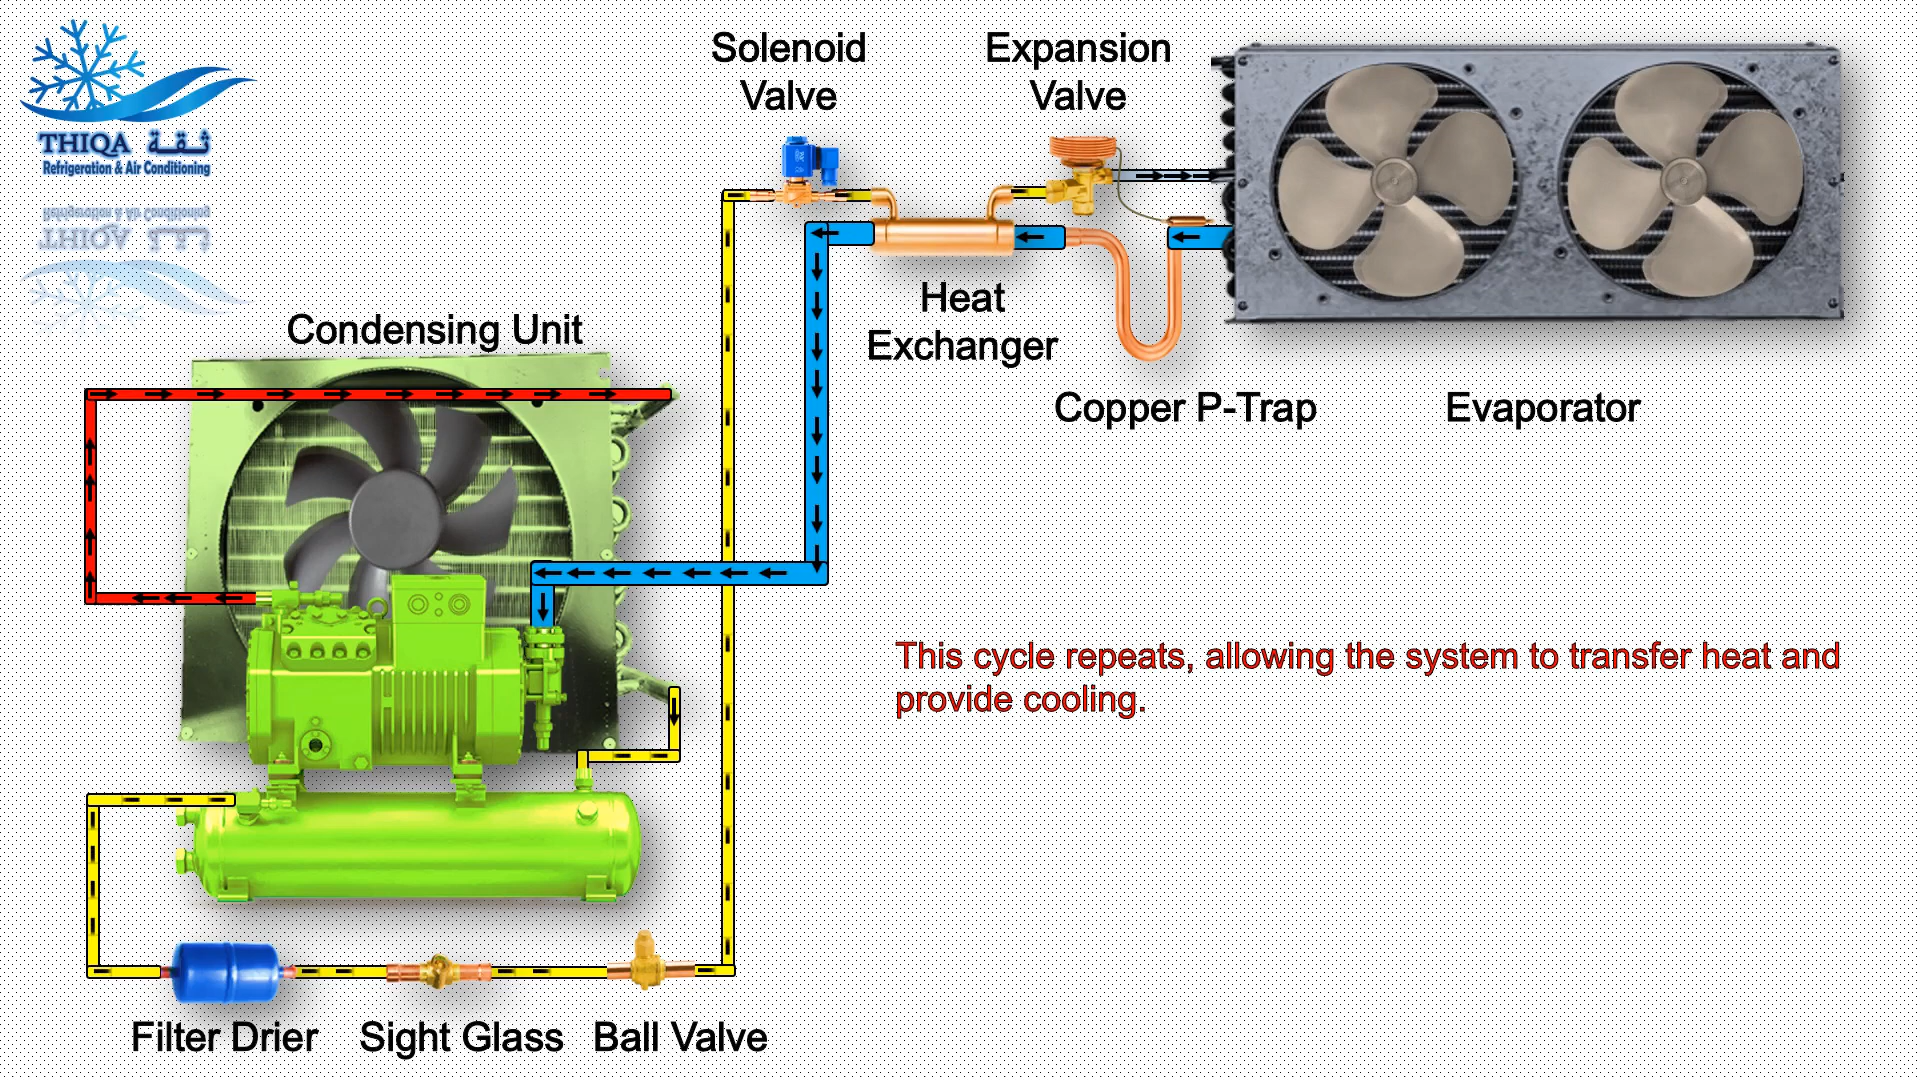 THIQA ثقة
Refrigeration & Air Conditioning
Solenoid
Valve
Expansion
Valve
Heat
Exchanger
Condensing Unit
Copper P-Trap
Evaporator
This cycle repeats, allowing the system to transfer heat and
provide cooling.
Filter Drier
Sight Glass
Ball Valve